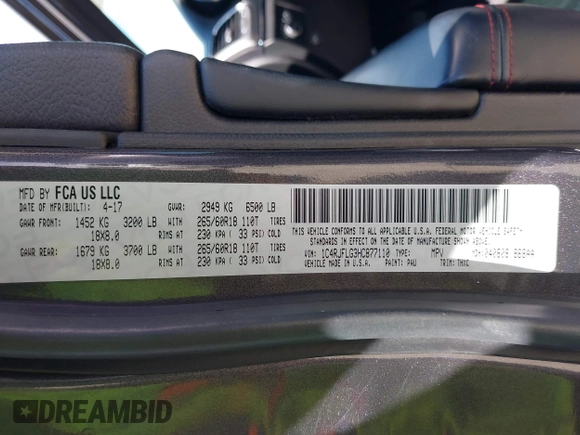 MFD BY FCA US LLC
DATE OF MFR(BUILT): 4-17 GVWR: 2949 KG 6500 LB
GAWR FRONT: 1452 KG 3200 LB WITH 265/60R18 110T TIRES
18X8.0 RIMS AT 230 KPA ( 33 PSI) COLD
GAWR REAR: 1679 KG 3700 LB WITH 265/60R18 110T TIRES
18X8.0 RIMS AT 230 KPA ( 33 PSI) COLD
THIS VEHICLE CONFORMS TO ALL APPLICABLE U.S.A. FEDERAL MOTOR VEHICLE SAFETY
STANDARDS IN EFFECT ON THE DATE OF MANUFACTURE SHOWN ABOVE.
VIN: 1C4RJFLG3HC877110 TYPE: MPV
VEHICLE MADE IN U.S.A. PAINT: PAU TRIM:
DREAMBID